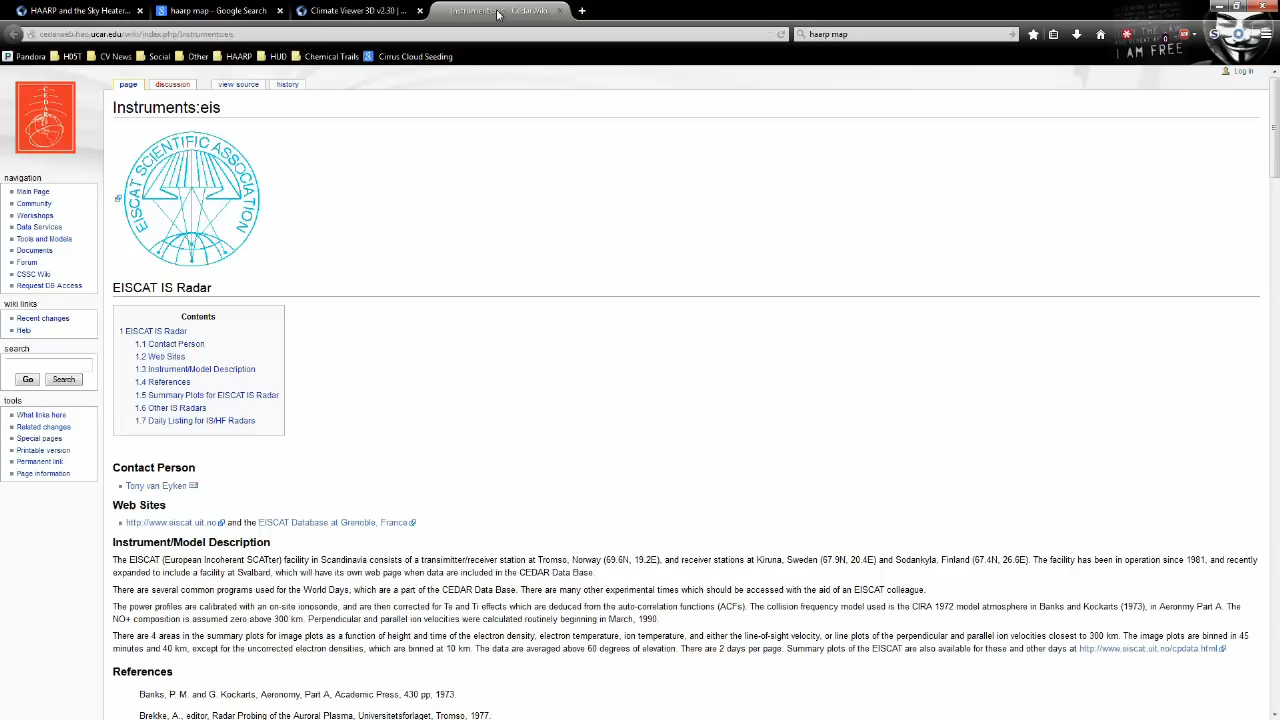 HAARP and the Sky Heater...
haarp map - Google Search
Climate Viewer 3D v2.30 | ...
CedarWiki
cedarweb.hao.ucar.edu/wiki/index.php/Instruments:eis
haarp map
I AM FREE
Pandora
H05T
CV News
Social
Other
HAARP
HUD
Chemical Trails
Cirrus Cloud Seeding
Log in
page
discussion
view source
history
CEDAR
Instruments:eis
EISCAT SCIENTIFIC ASSOCIATION
navigation
Main Page
Community
Workshops
Data Services
Tools and Models
Documents
Forum
CSSC Wiki
Request DB Access
wiki links
Recent changes
Help
search
Go
Search
tools
What links here
Related changes
Special pages
Printable version
Permanent link
Page information
EISCAT IS Radar
Contents
1 EISCAT IS Radar
1.1 Contact Person
1.2 Web Sites
1.3 Instrument/Model Description
1.4 References
1.5 Summary Plots for EISCAT IS Radar
1.6 Other IS Radars
1.7 Daily Listing for IS/HF Radars
Contact Person
Tony van Eyken
Web Sites
http://www.eiscat.uit.no and the EISCAT Database at Grenoble, France
Instrument/Model Description
The EISCAT (European Incoherent SCATter) facility in Scandinavia consists of a transimitter/receiver station at Tromso, Norway (69.6N, 19.2E), and receiver stations at Kiruna, Sweden (67.9N, 20.4E) and Sodankyla, Finland (67.4N, 26.6E). The facility has been in operation since 1981, and recently
expanded to include a facility at Svalbard, which will have its own web page when data are included in the CEDAR Data Base.
There are several common programs used for the World Days, which are a part of the CEDAR Data Base. There are many other experimental times which should be accessed with the aid of an EISCAT colleague.
The power profiles are calibrated with an on-site ionosonde, and are then corrected for Te and Ti effects which are deduced from the auto-correlation functions (ACFs). The collision frequency model used is the CIRA 1972 model atmosphere in Banks and Kockarts (1973), in Aeronmy Part A. The
NO+ composition is assumed zero above 300 km. Perpendicular and parallel ion velocities were calculated routinely beginning in March, 1990.
There are 4 areas in the summary plots for image plots as a function of height and time of the electron density, electron temperature, ion temperature, and either the line-of-sight velocity, or line plots of the perpendicular and parallel ion velocities closest to 300 km. The image plots are binned in 45
minutes and 40 km, except for the uncorrected electron densities, which are binned at 10 km. The data are averaged above 60 degrees of elevation. There are 2 days per page. Summary plots of the EISCAT are also available for these and other days at http://www.eiscat.uit.no/cpdata.html
References
Banks, P. M. and G. Kockarts, Aeronomy, Part A, Academic Press, 430 pp, 1973.
Brekke, A., editor, Radar Probing of the Auroral Plasma, Universitetsforlaget, Tromso, 1977.